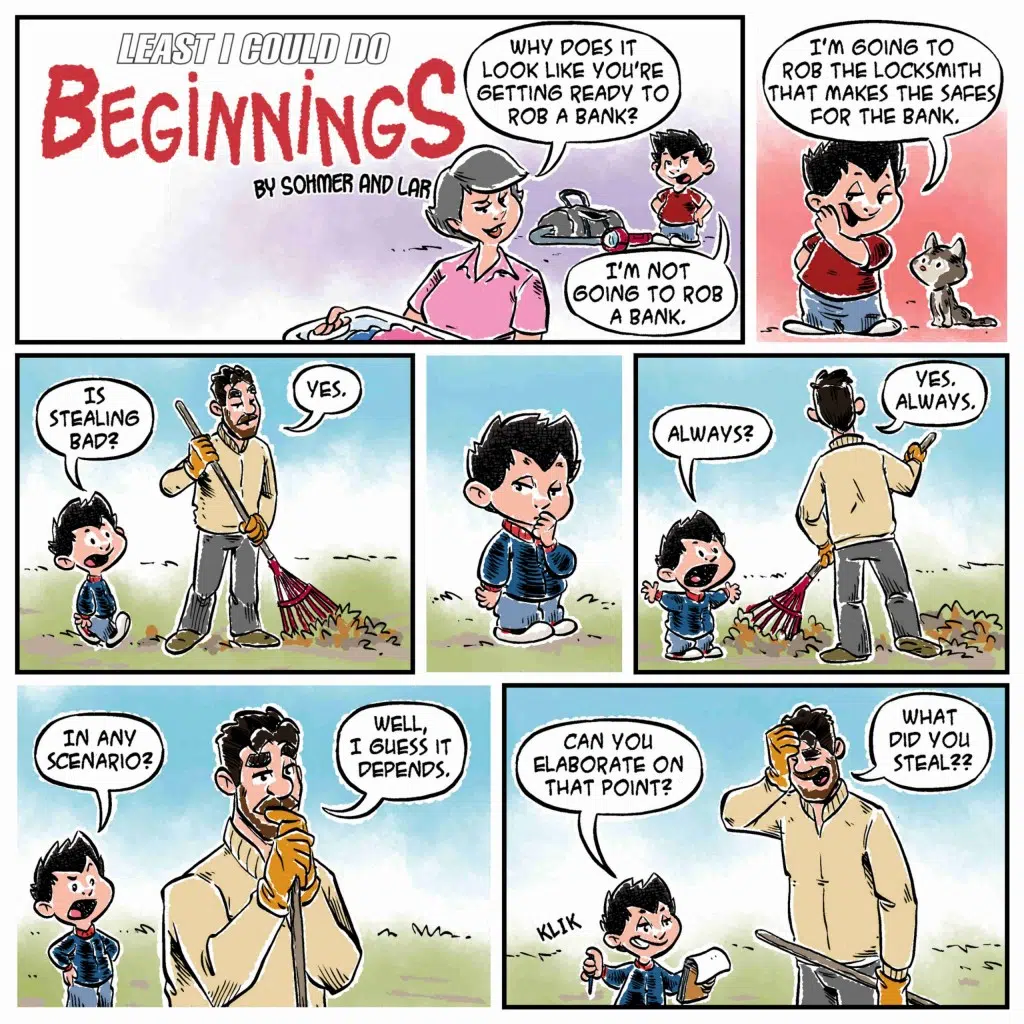 LEAST I COULD DO
BEGINNINGS
BY SOHMER AND LAR
WHY DOES IT
LOOK LIKE YOU'RE
GETTING READY TO
ROB A BANK?
I'M NOT
GOING TO ROB
A BANK.
I'M GOING TO
ROB THE LOCKSMITH
THAT MAKES THE SAFES
FOR THE BANK.
IS
STEALING
BAD?
YES.
ALWAYS?
YES.
ALWAYS.
IN ANY
SCENARIO?
WELL,
I GUESS IT
DEPENDS.
CAN YOU
ELABORATE ON
THAT POINT?
KLIK
WHAT
DID YOU
STEAL??